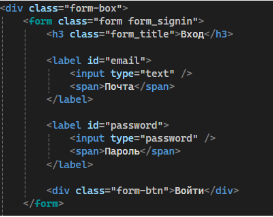 <div class="form-box">
<form class="form form_signin">
<h3 class="form_title">Вход</h3>
<label id="email">
<input type="text" />
<span>Почта</span>
</label>
<label id="password">
<input type="password" />
<span>Пароль</span>
</label>
<div class="form-btn">Войти</div>
</form>